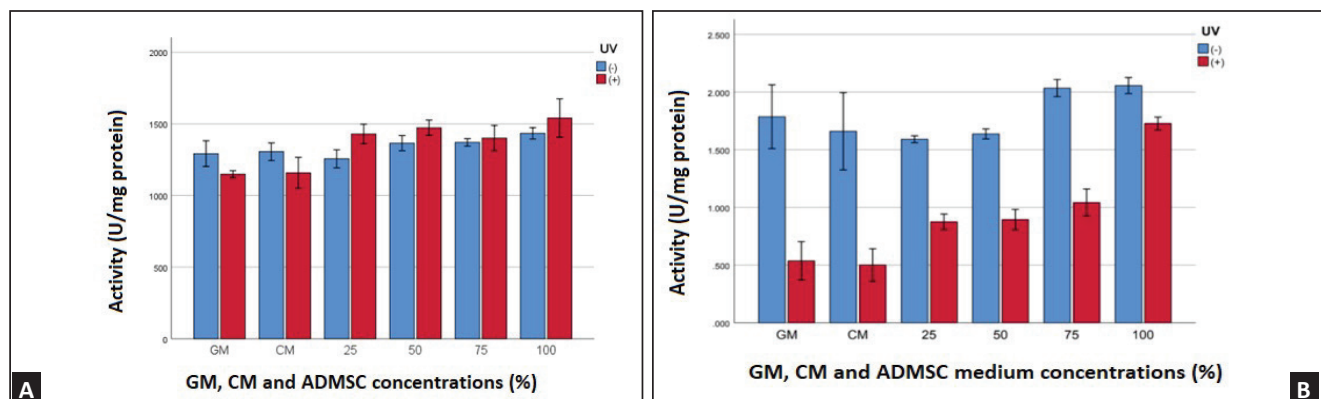 UV
(-)
(+)
2000
1500
1000
500
0
Activity (U/mg protein)
GM CM 25 50 75 100
GM, CM and ADMSC concentrations (%)
A
UV
(-)
(+)
2.500
2.000
1.500
1.000
.500
.000
Activity (U/mg protein)
GM CM 25 50 75 100
GM, CM and ADMSC medium concentrations (%)
B